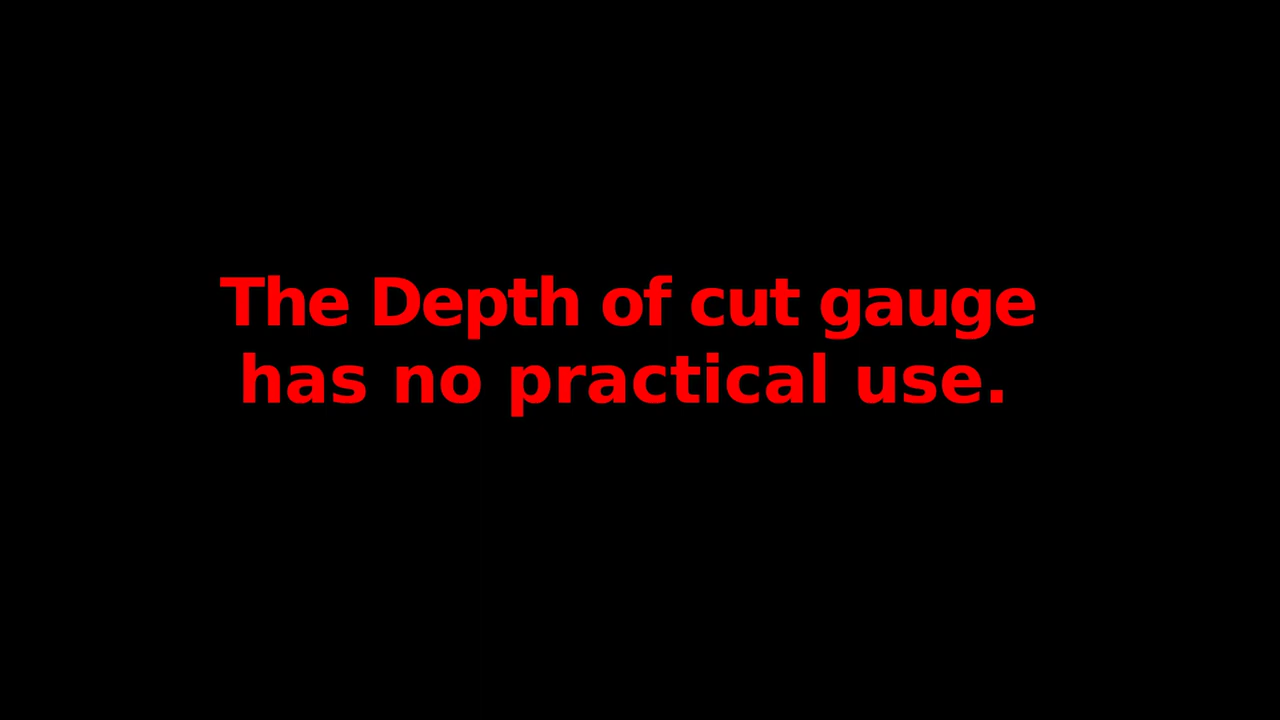 The Depth of cut gauge
has no practical use.